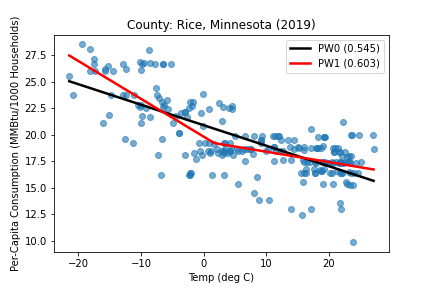 County: Rice, Minnesota (2019)
Per-Capita Consumption (MMBtu/1000 Households)
27.5
25.0
22.5
20.0
17.5
15.0
12.5
10.0
PW0 (0.545)
PW1 (0.603)
−20
−10
0
10
20
Temp (deg C)